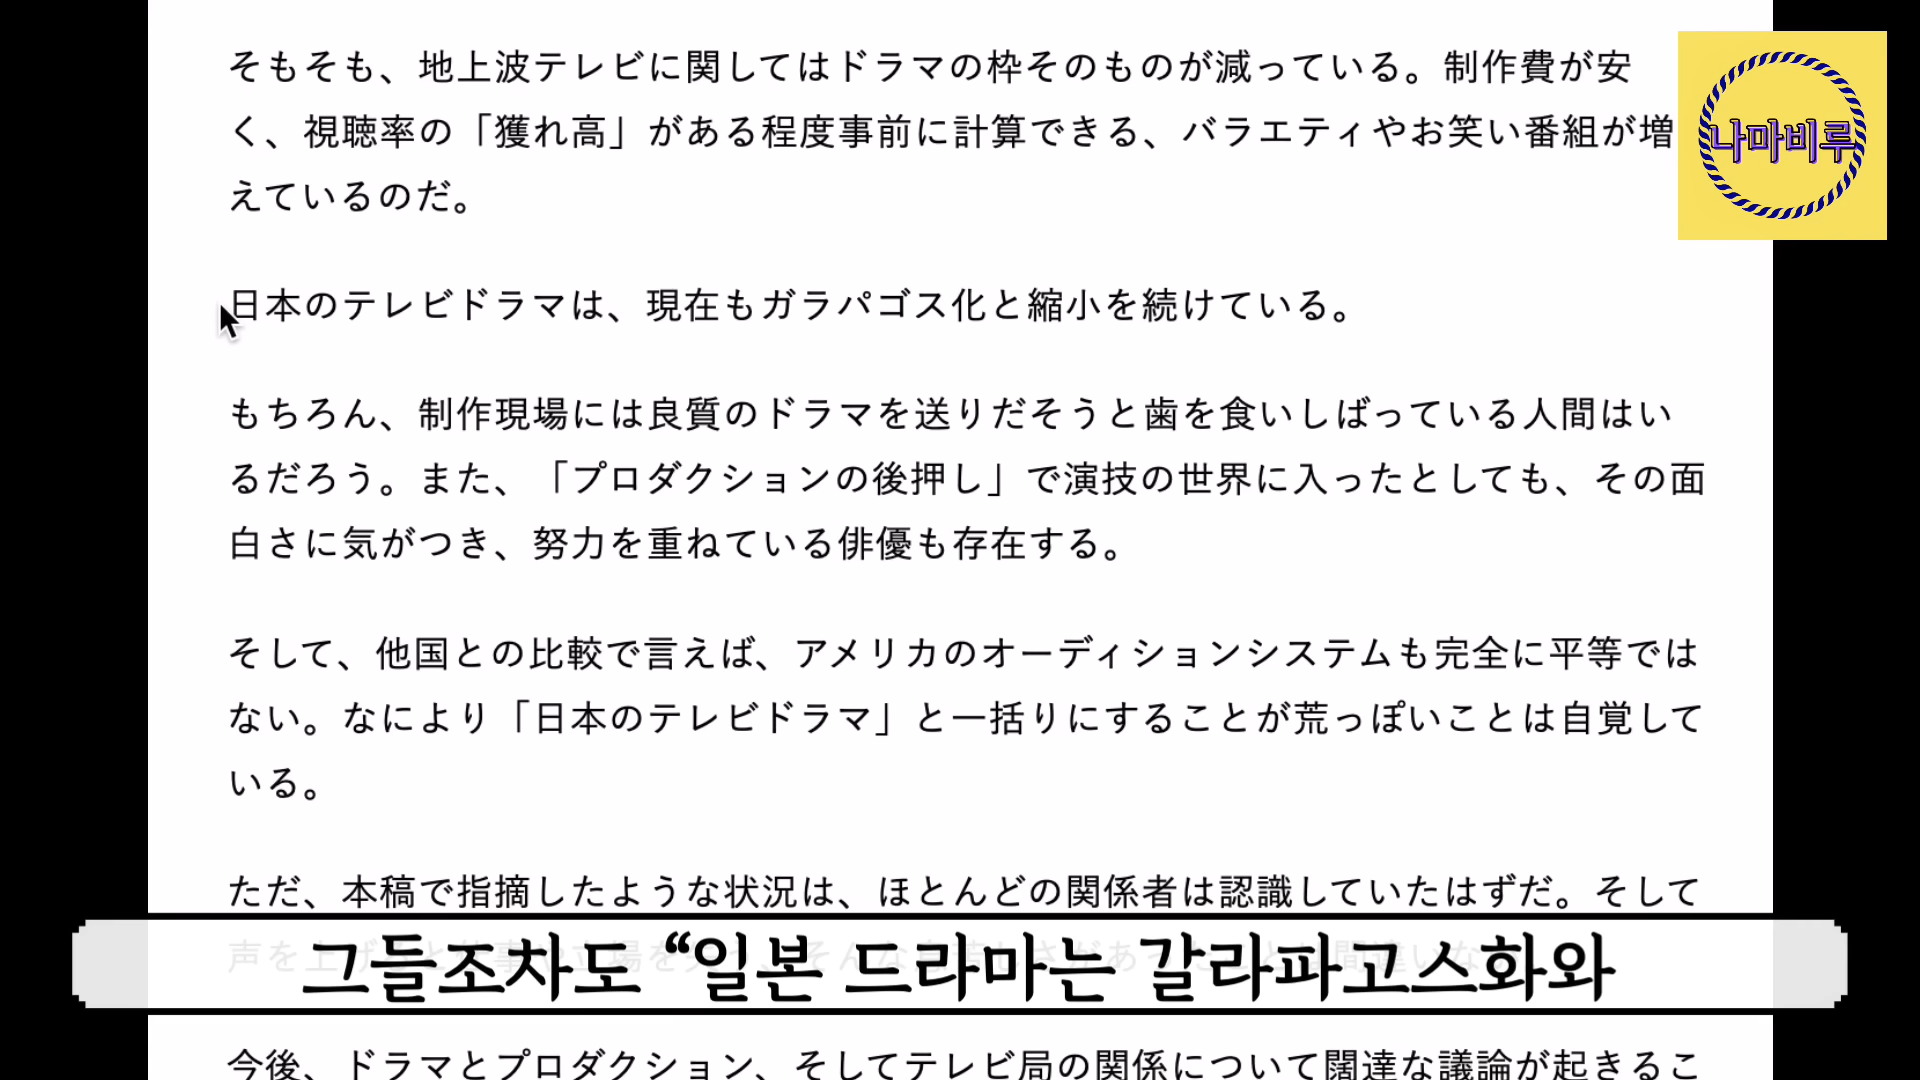 そもそも、地上波テレビに関してはドラマの枠そのものが減っている。制作費が安
く、視聴率の「獲れ高」がある程度事前に計算できる、バラエティやお笑い番組が増
えているのだ。
나마비루
日本のテレビドラマは、現在もガラパゴス化と縮小を続けている。
もちろん、制作現場には良質のドラマを送りだそうと歯を食いしばっている人間はい
るだろう。また、「プロダクションの後押し」で演技の世界に入ったとしても、その面
白さに気がつき、努力を重ねている俳優も存在する。
そして、他国との比較で言えば、アメリカのオーディションシステムも完全に平等では
ない。なにより「日本のテレビドラマ」と一括りにすることが荒っぽいことは自覚して
いる。
ただ、本稿で指摘したような状況は、ほとんどの関係者は認識していたはずだ。そして
그들조차도 “일본 드라마는 갈라파고스화와
今後、ドラマとプロダクション、そしてテレビ局の関係について闊達な議論が起きるこ